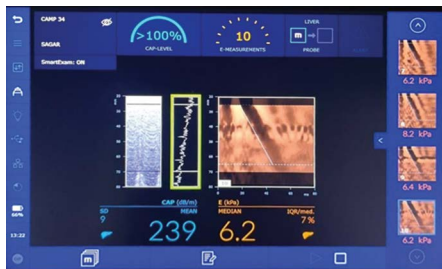 CAMP 34
SAGAR
SmartExam: ON
>100%
CAP-LEVEL
10
E-MEASUREMENTS
LIVER
m
PROBE
CAP (dB/m)
E (kPa)
SD
MEAN
MEDIAN
IQR/med.
9
239
6.2
7%
66%
13:22
m
6.2 kPa
8.2 kPa
6.4 kPa
6.2 kPa